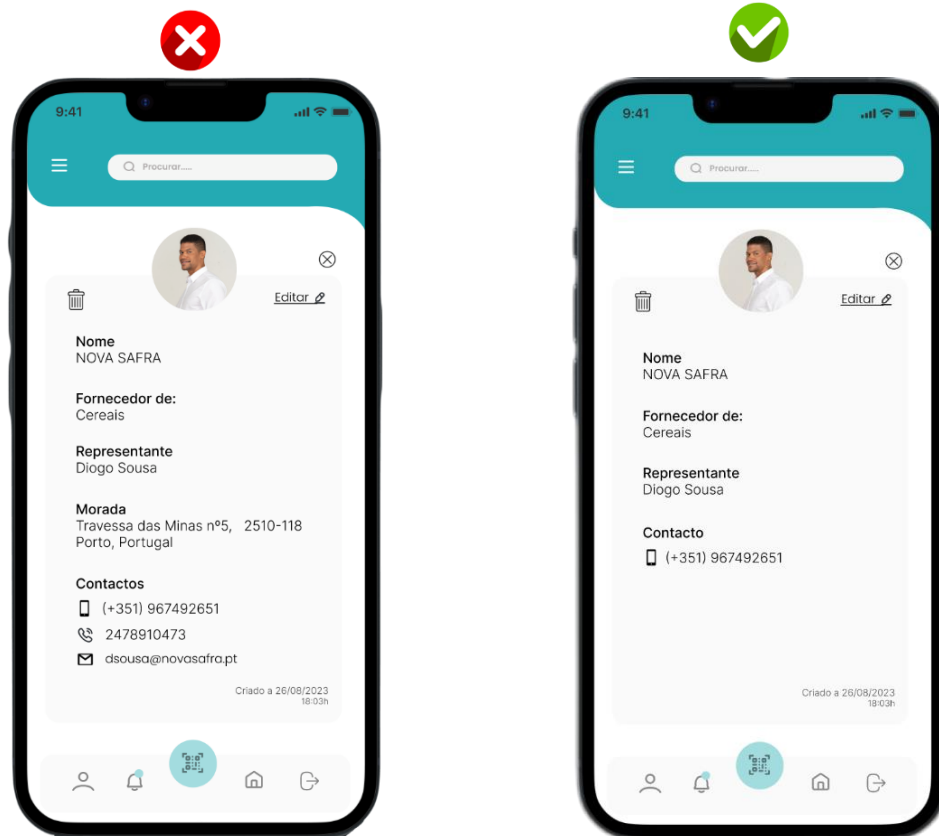 9:41
Procurar.....
Editar
Nome
NOVA SAFRA
Fornecedor de:
Cereais
Representante
Diogo Sousa
Morada
Travessa das Minas nº5, 2510-118
Porto, Portugal
Contactos
(+351) 967492651
2478910473
dsousa@novasafra.pt
Criado a 26/08/2023
18:03h
9:41
Procurar.....
Editar
Nome
NOVA SAFRA
Fornecedor de:
Cereais
Representante
Diogo Sousa
Contacto
(+351) 967492651
Criado a 26/08/2023
18:03h